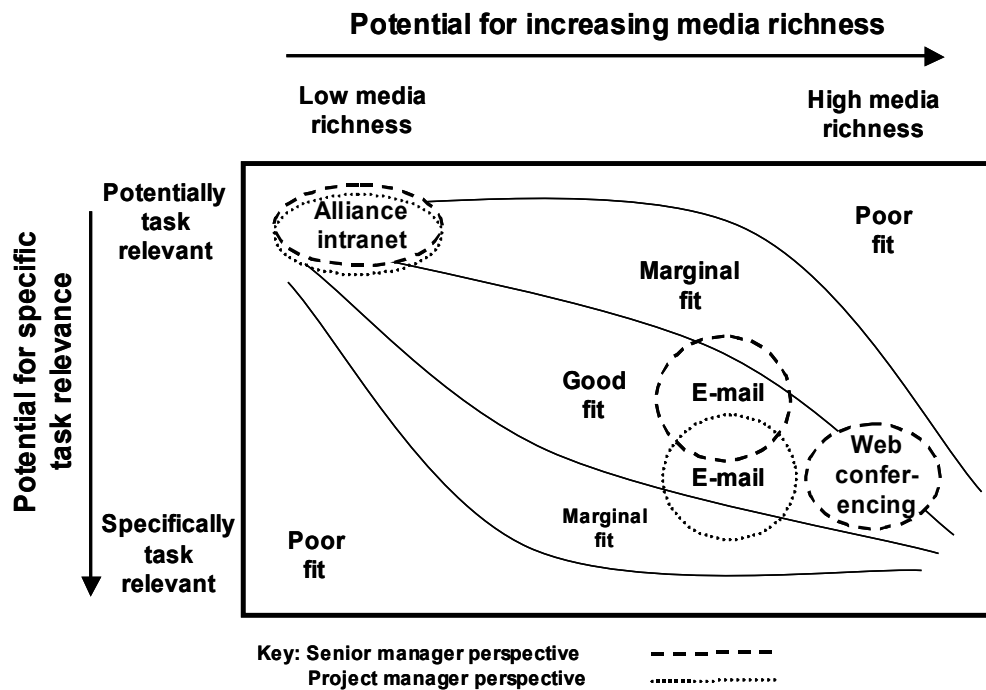 Potential for increasing media richness
Low media
richness
High media
richness
Potential for specific
task relevance
Potentially
task
relevant
Specifically
task
relevant
Alliance
intranet
Poor
fit
Marginal
fit
Good
fit
E-mail
E-mail
Web
confer-
encing
Marginal
fit
Poor
fit
Key: Senior manager perspective
Project manager perspective